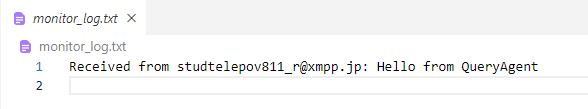 monitor_log.txt
monitor_log.txt
1 Received from studtelepov811_r@xmpp.jp: Hello from QueryAgent
2